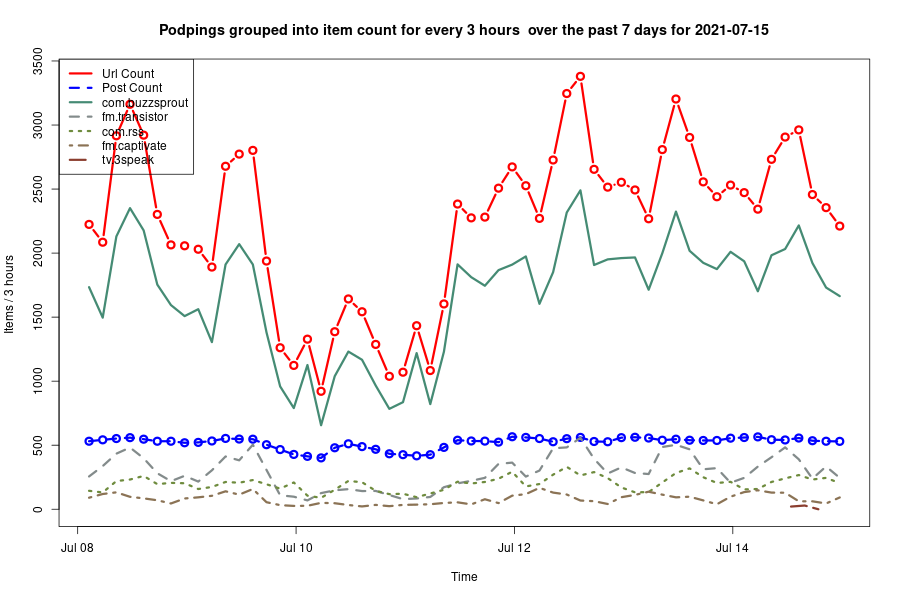 Podpings grouped into item count for every 3 hours  over the past 7 days for 2021-07-15
Url Count
Post Count
com.buzzsprout
fm.transistor
com.rss
fm.captivate
tv.3speak
Items / 3 hours
3500
3000
2500
2000
1500
1000
500
0
Jul 08
Jul 10
Jul 12
Jul 14
Time